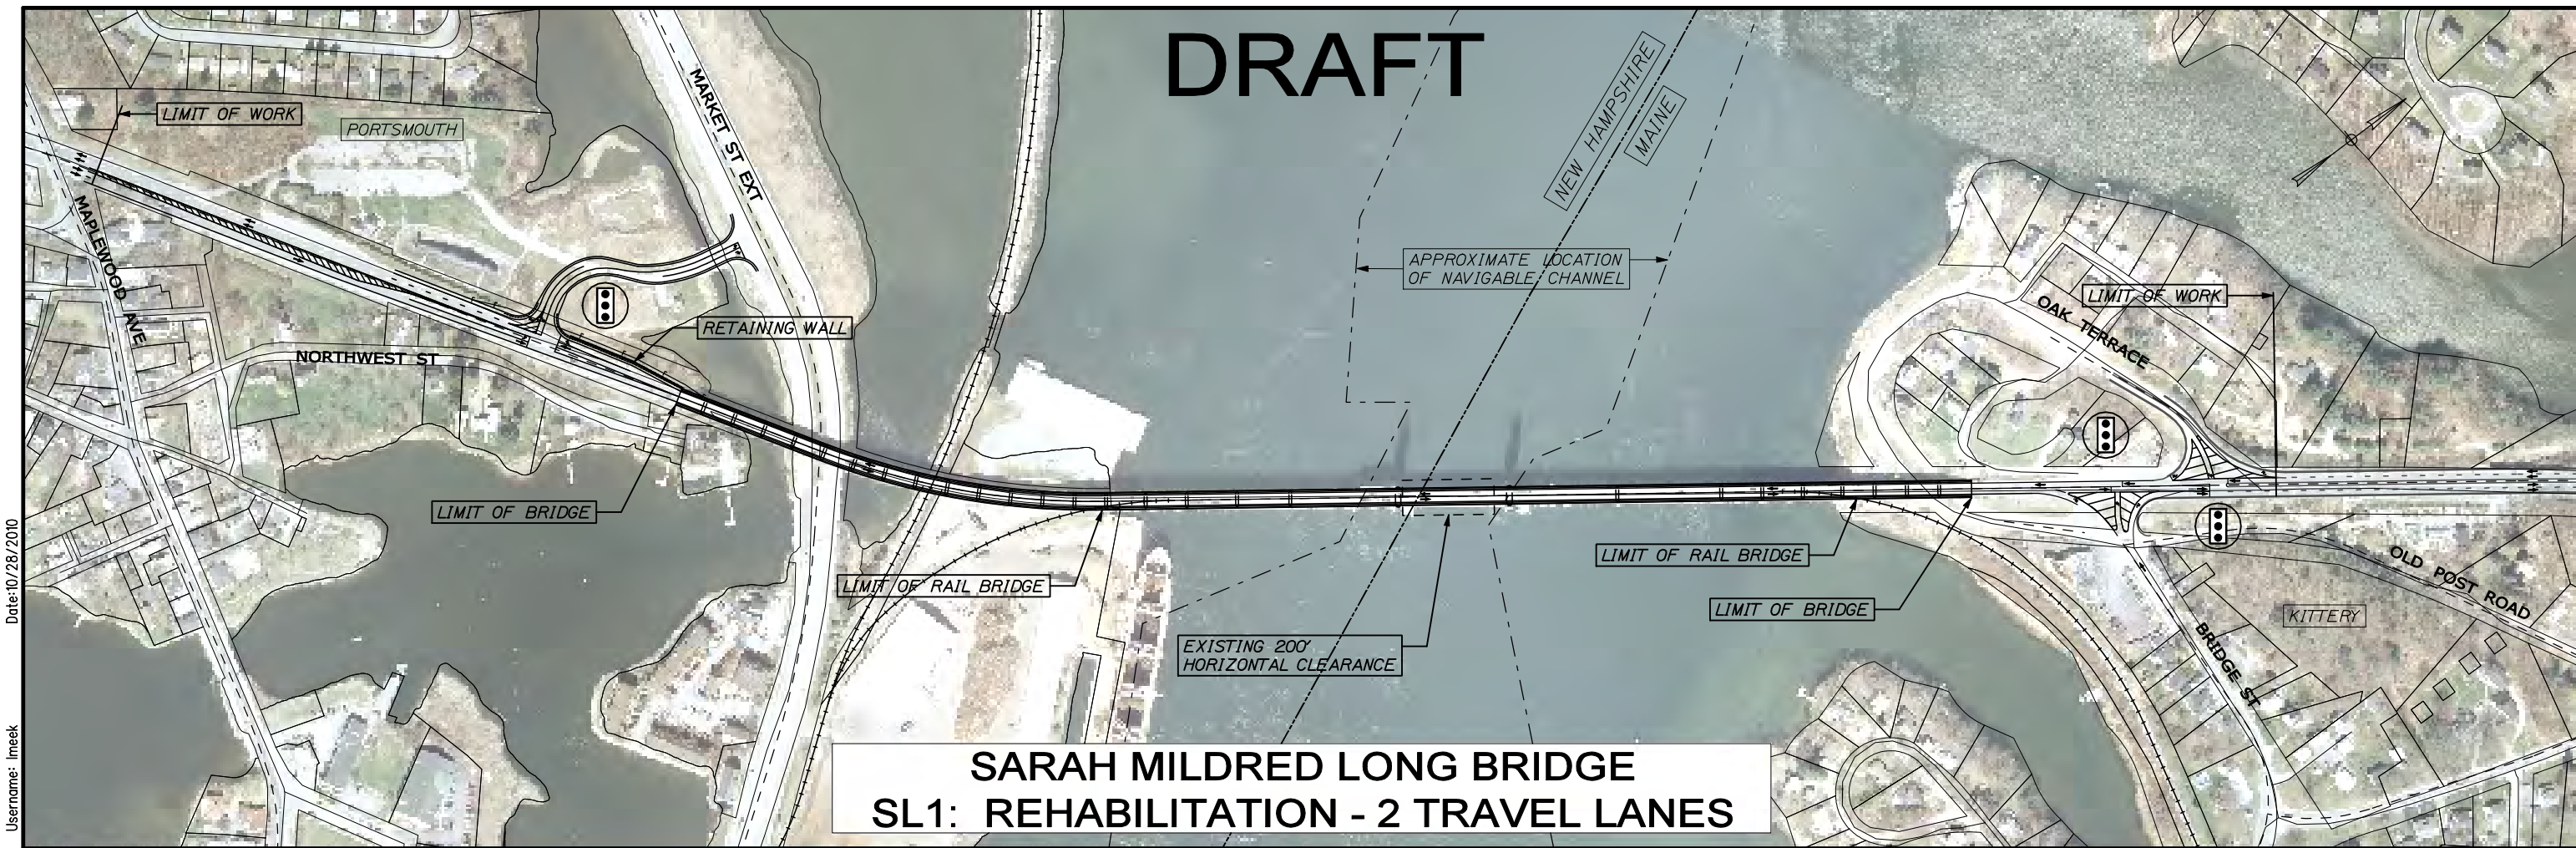 DRAFT
LIMIT OF WORK
PORTSMOUTH
MARKET ST EXT
NEW HAMPSHIRE
MAINE
MAPLEWOOD AVE
APPROXIMATE LOCATION
OF NAVIGABLE CHANNEL
LIMIT OF WORK
OAK TERRACE
RETAINING WALL
NORTHWEST ST
LIMIT OF BRIDGE
LIMIT OF RAIL BRIDGE
LIMIT OF RAIL BRIDGE
LIMIT OF BRIDGE
OLD POST ROAD
KITTERY
EXISTING 200'
HORIZONTAL CLEARANCE
BRIDGE ST
SARAH MILDRED LONG BRIDGE
SL1: REHABILITATION - 2 TRAVEL LANES
Date:10/28/2010
Username: lmeek